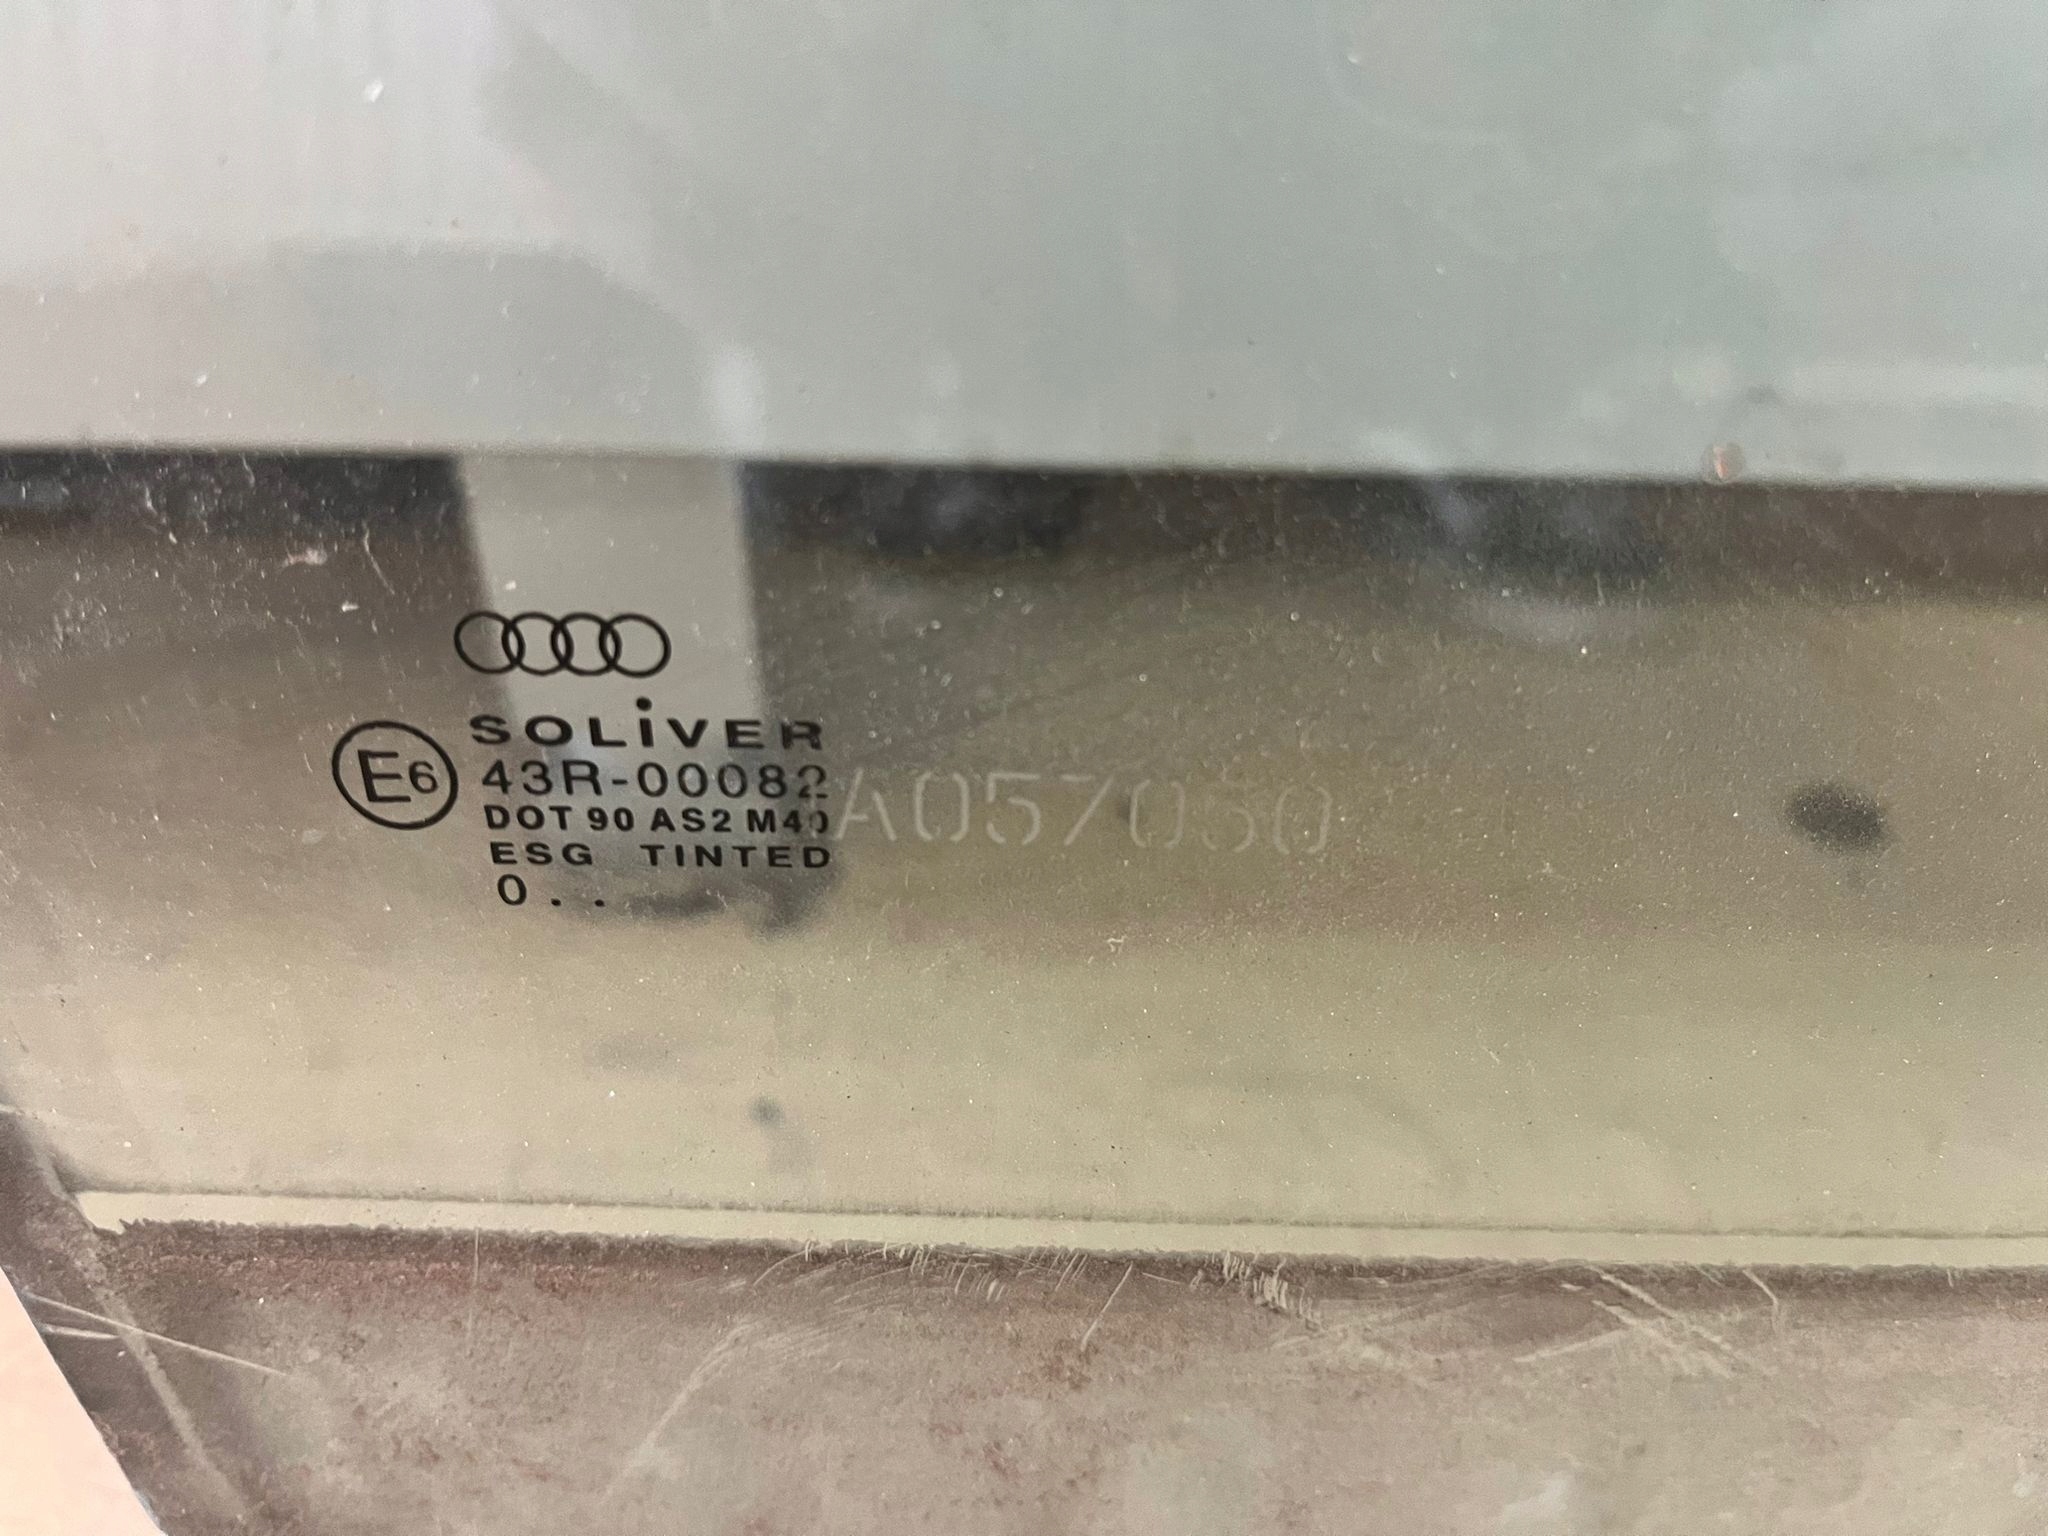 SOLiVER
E6 43R-00082
DOT 90 AS2 M40
ESG TINTED
0 . .
A057050